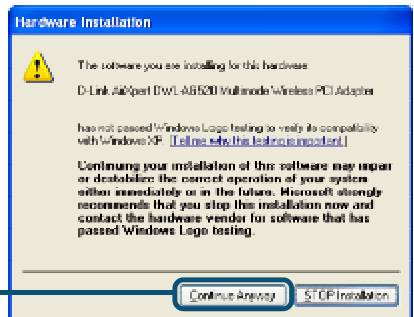 Hardware Installation
The software you are installing for this hardware:
D-Link AirXpert DWL-AG520 Multimode Wireless PCI Adapter
has not passed Windows Logo testing to verify its compatibility
with Windows XP. (Tell me why this testing is important.)
Continuing your installation of this software may impair
or destabilize the correct operation of your system
either immediately or in the future. Microsoft strongly
recommends that you stop this installation now and
contact the hardware vendor for software that has
passed Windows Logo testing.
Continue Anyway
STOP Installation